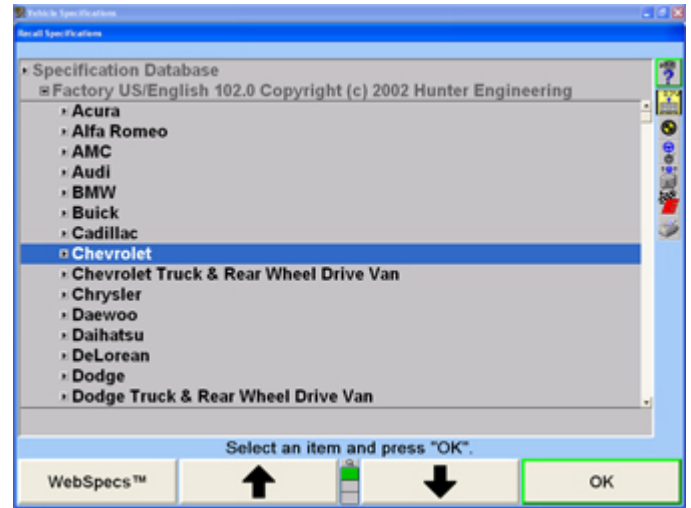 Vehicle Specifications
Recall Specifications
Specification Database
Factory US/English 102.0 Copyright (c) 2002 Hunter Engineering
Acura
Alfa Romeo
AMC
Audi
BMW
Buick
Cadillac
Chevrolet
Chevrolet Truck & Rear Wheel Drive Van
Chrysler
Daewoo
Daihatsu
DeLorean
Dodge
Dodge Truck & Rear Wheel Drive Van
Select an item and press "OK".
WebSpecs™
OK